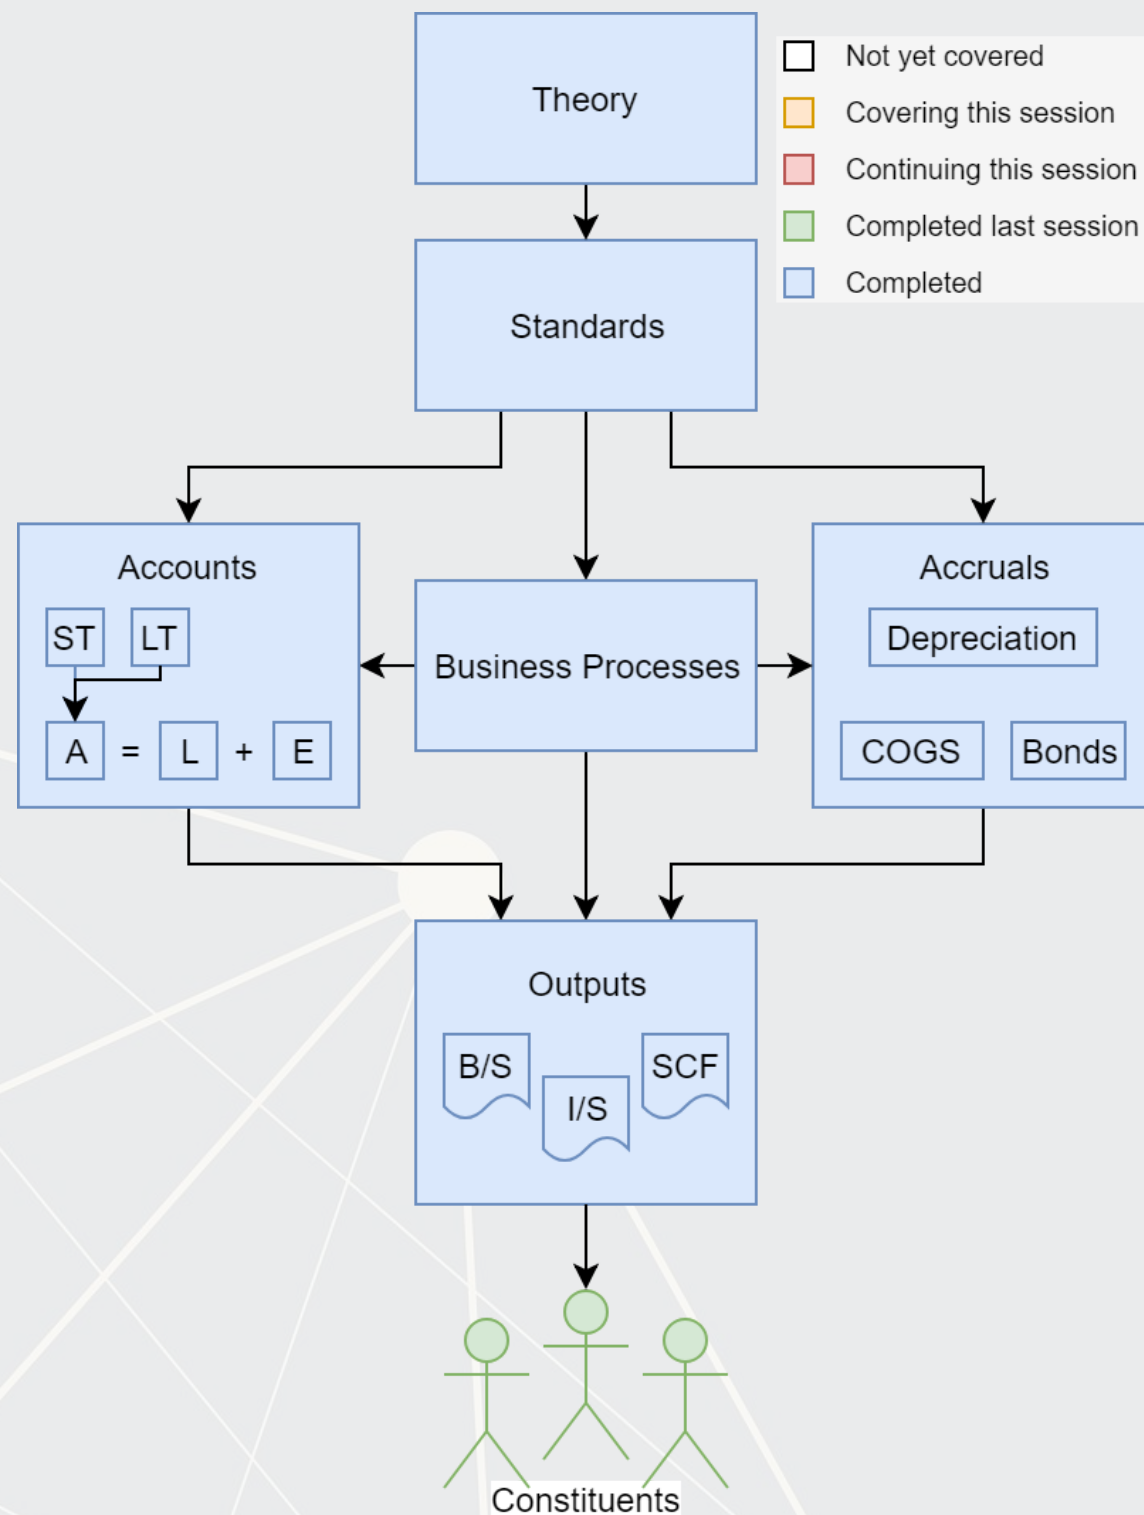 Theory
Not yet covered
Covering this session
Continuing this session
Completed last session
Completed
Standards
Accounts
ST LT
A = L + E
Business Processes
Accruals
Depreciation
COGS Bonds
Outputs
B/S I/S SCF
Constituents